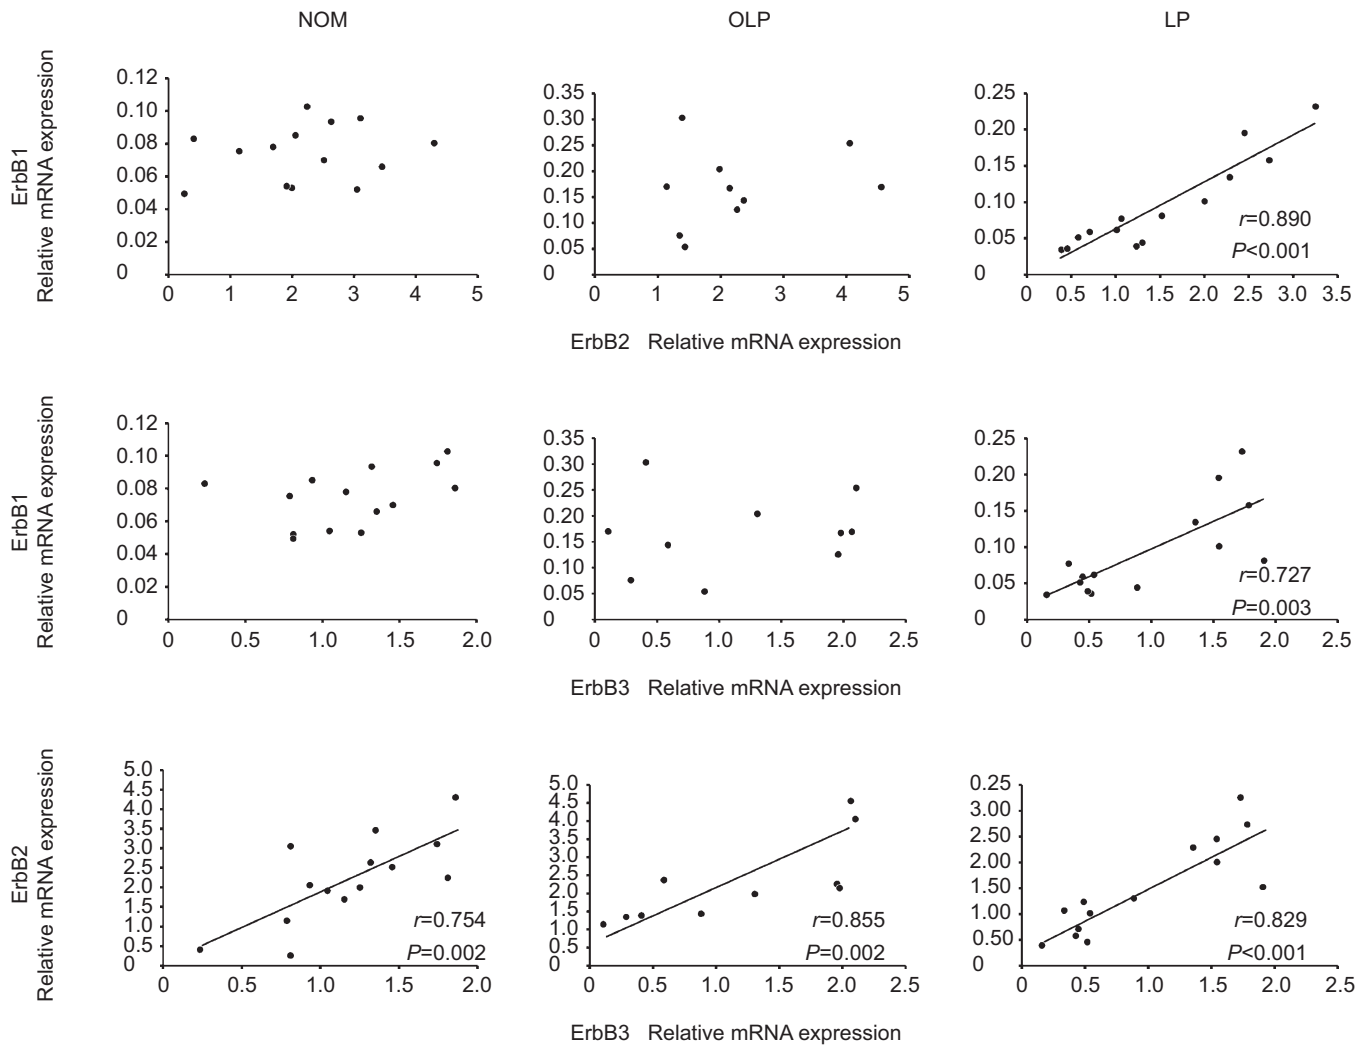 NOM OLP LP
ErbB1
Relative mRNA expression
0.12
0.10
0.08
0.06
0.04
0.02
0
0 1 2 3 4 5
0.35
0.30
0.25
0.20
0.15
0.10
0.05
0
0 1 2 3 4 5
0.25
0.20
0.15
0.10
0.05
0
r=0.890
P<0.001
0 0.5 1.0 1.5 2.0 2.5 3.0 3.5
ErbB2 Relative mRNA expression
ErbB1
Relative mRNA expression
0.12
0.10
0.08
0.06
0.04
0.02
0
0 0.5 1.0 1.5 2.0
0.35
0.30
0.25
0.20
0.15
0.10
0.05
0
0 0.5 1.0 1.5 2.0 2.5
0.25
0.20
0.15
0.10
0.05
0
r=0.727
P=0.003
0 0.5 1.0 1.5 2.0 2.5
ErbB3 Relative mRNA expression
ErbB2
Relative mRNA expression
5.0
4.5
4.0
3.5
3.0
2.5
2.0
1.5
1.0
0.5
0
r=0.754
P=0.002
0 0.5 1.0 1.5 2.0
5.0
4.5
4.0
3.5
3.0
2.5
2.0
1.5
1.0
0.5
0
r=0.855
P=0.002
0 0.5 1.0 1.5 2.0 2.5
0.25
3.00
2.50
2.00
1.50
1.00
0.50
0
r=0.829
P<0.001
0 0.5 1.0 1.5 2.0 2.5
ErbB3 Relative mRNA expression